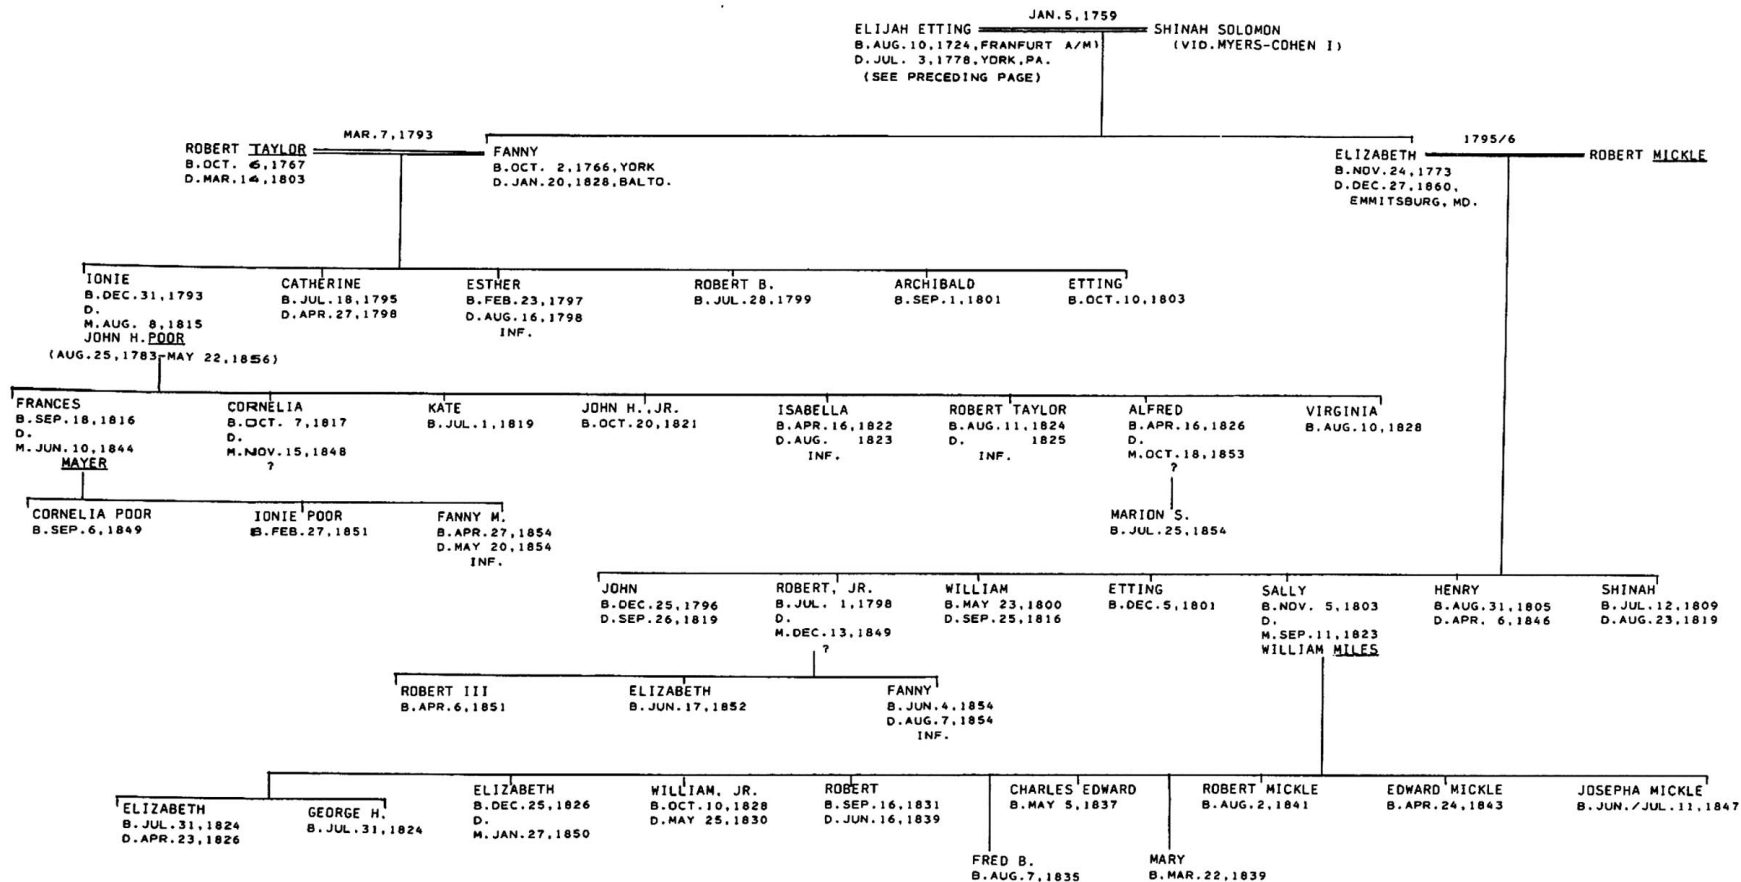 JAN.5,1759
ELIJAH ETTING
SHINAH SOLOMON
B.AUG.10,1724,FRANFURT A/M)
(VID.MYERS-COHEN I)
D.JUL. 3,1778,YORK,PA.
(SEE PRECEDING PAGE)
MAR.7,1793
ROBERT TAYLOR
B.OCT. 6,1767
D.MAR.14,1803
FANNY
B.OCT. 2,1766,YORK
D.JAN.20,1828,BALTO.
1795/6
ELIZABETH
B.NOV.24,1773
D.DEC.27,1860,
EMMITSBURG, MD.
ROBERT MICKLE
IONIE
B.DEC.31,1793
D.
M.AUG. 8,1815
JOHN H.POOR
(AUG.25,1783-MAY 22,1856)
CATHERINE
B.JUL.18,1795
D.APR.27,1798
ESTHER
B.FEB.23,1797
D.AUG.16,1798
INF.
ROBERT B.
B.JUL.28,1799
ARCHIBALD
B.SEP.1,1801
ETTING
B.OCT.10,1803
FRANCES
B.SEP.18,1816
D.
M.JUN.10,1844
MAYER
CORNELIA
B.OCT. 7,1817
D.
M.NOV.15,1848
?
KATE
B.JUL.1,1819
JOHN H.,JR.
B.OCT.20,1821
ISABELLA
B.APR.16,1822
D.AUG. 1823
INF.
ROBERT TAYLOR
B.AUG.11,1824
D. 1825
INF.
ALFRED
B.APR.16,1826
D.
M.OCT.18,1853
?
VIRGINIA
B.AUG.10,1828
CORNELIA POOR
B.SEP.6,1849
IONIE POOR
B.FEB.27,1851
FANNY M.
B.APR.27,1854
D.MAY 20,1854
INF.
MARION S.
B.JUL.25,1854
JOHN
B.DEC.25,1796
D.SEP.26,1819
ROBERT, JR.
B.JUL. 1,1798
D.
M.DEC.13,1849
?
WILLIAM
B.MAY 23,1800
D.SEP.25,1816
ETTING
B.DEC.5,1801
SALLY
B.NOV. 5,1803
D.
M.SEP.11,1823
WILLIAM MILES
HENRY
B.AUG.31,1805
D.APR. 6,1846
SHINAH
B.JUL.12,1809
D.AUG.23,1819
ROBERT III
B.APR.6,1851
ELIZABETH
B.JUN.17,1852
FANNY
B.JUN.4,1854
D.AUG.7,1854
INF.
ELIZABETH
B.JUL.31,1824
D.APR.23,1826
GEORGE H.
B.JUL.31,1824
ELIZABETH
B.DEC.25,1826
D.
M.JAN.27,1850
WILLIAM, JR.
B.OCT.10,1828
D.MAY 25,1830
ROBERT
B.SEP.16,1831
D.JUN.16,1839
CHARLES EDWARD
B.MAY 5,1837
ROBERT MICKLE
B.AUG.2,1841
EDWARD MICKLE
B.APR.24,1843
JOSEPHA MICKLE
B.JUN./JUL.11,1847
FRED B.
B.AUG.7,1835
MARY
B.MAR.22,1839